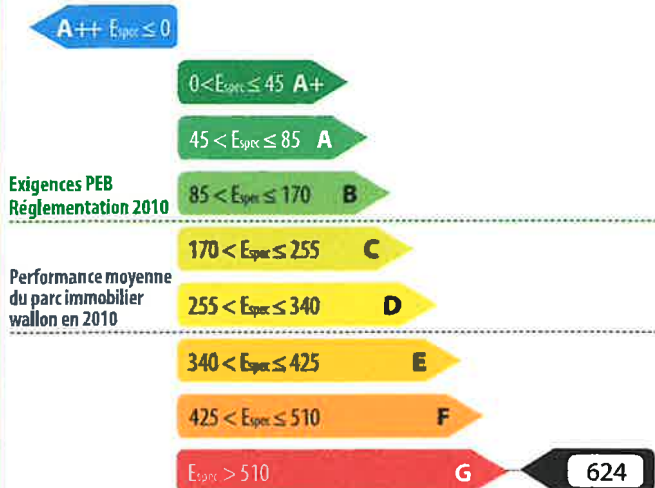 A++ Espec ≤ 0
0 < Espec ≤ 45 A+
45 < Espec ≤ 85 A
Exigences PEB
Réglementation 2010
85 < Espec ≤ 170 B
170 < Espec ≤ 255 C
Performance moyenne
du parc immobilier
wallon en 2010
255 < Espec ≤ 340 D
340 < Espec ≤ 425 E
425 < Espec ≤ 510 F
Espec > 510 G
624